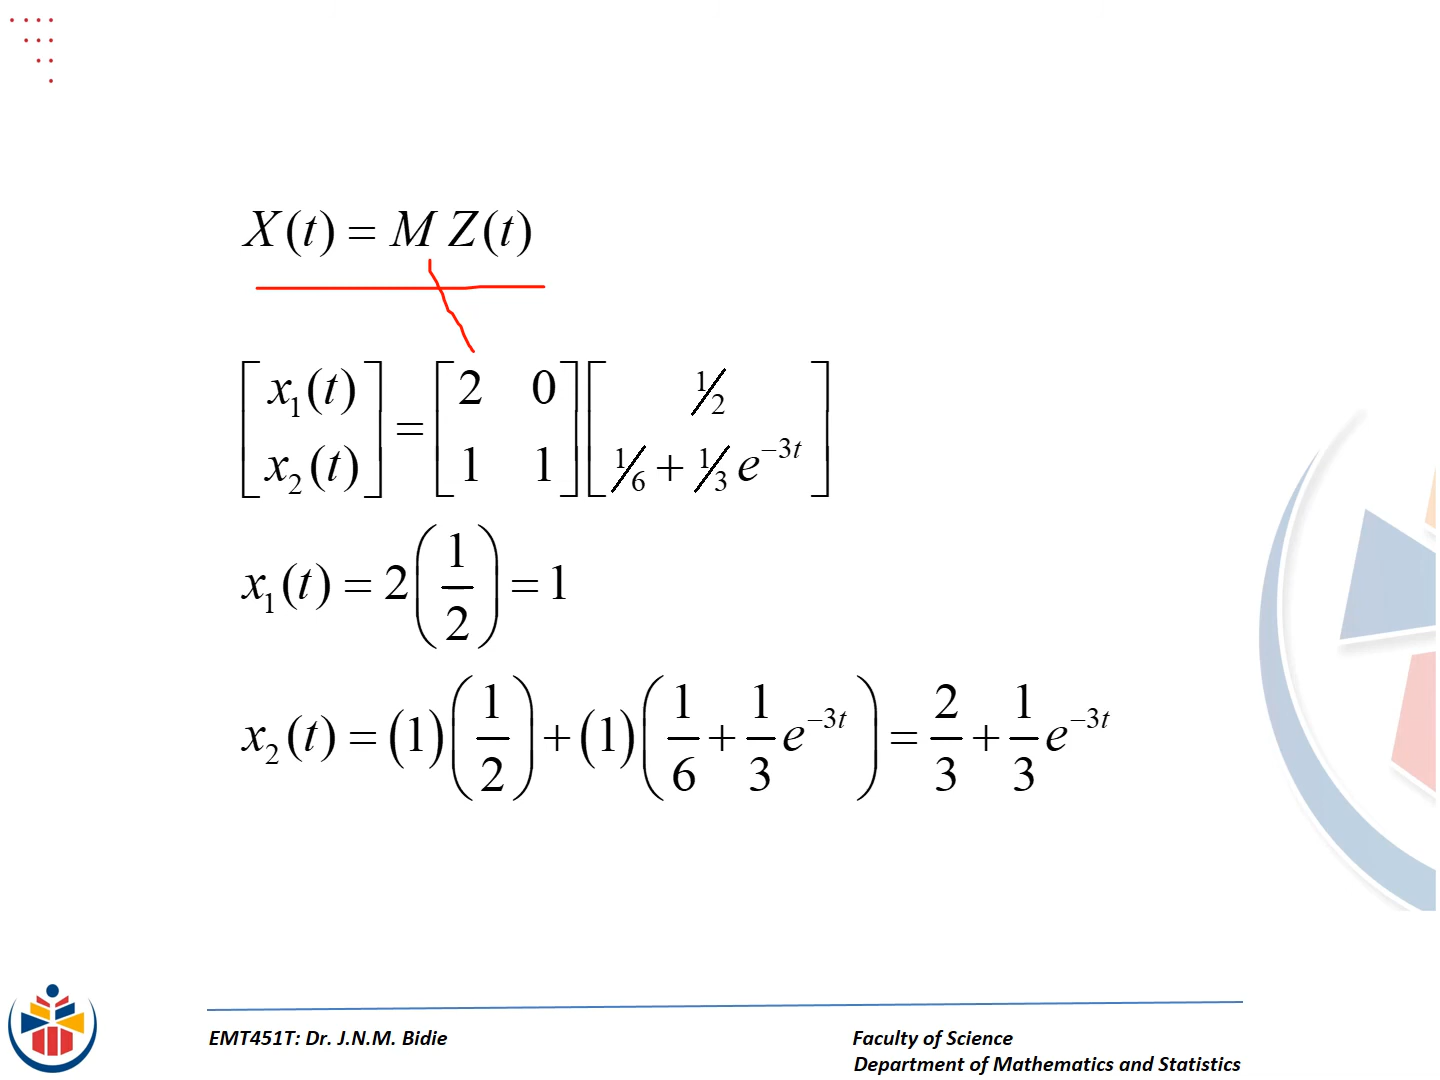 X(t) = M Z(t)
[x₁(t); x₂(t)] = [2 0; 1 1] [1/2; 1/6 + 1/3 e^{−3t}]
x₁(t) = 2(1/2) = 1
x₂(t) = (1)(1/2) + (1)(1/6 + 1/3 e^{−3t}) = 2/3 + 1/3 e^{−3t}
EMT451T: Dr. J.N.M. Bidie
Faculty of Science
Department of Mathematics and Statistics